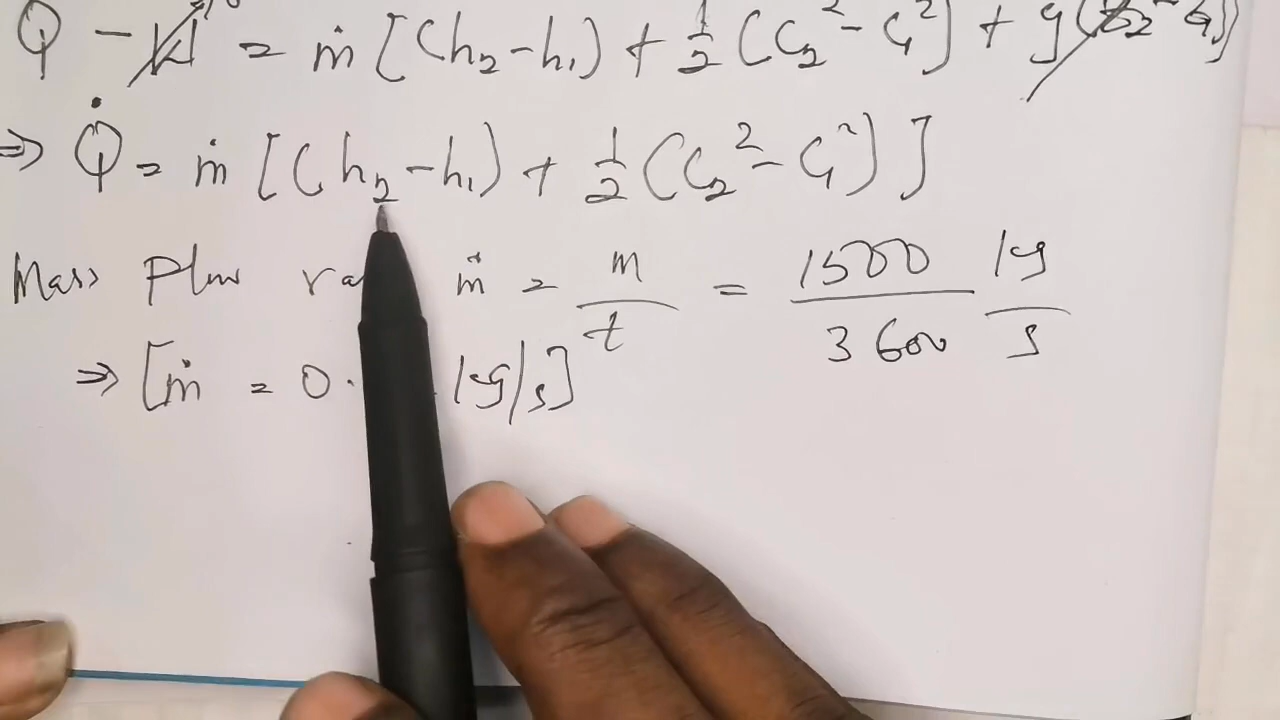 Q - Ẇ = ṁ [(h₂-h₁) + 1/2 (C₂² - C₁²] + g(Z₂ - Z₁)]
⇒ Q̇ = ṁ [(h₂-h₁) + 1/2 (C₂² - C₁²)]
Mass flow ṁ = m/t = 1500/3600 kg/s
⇒ [ṁ = 0. kg/s]